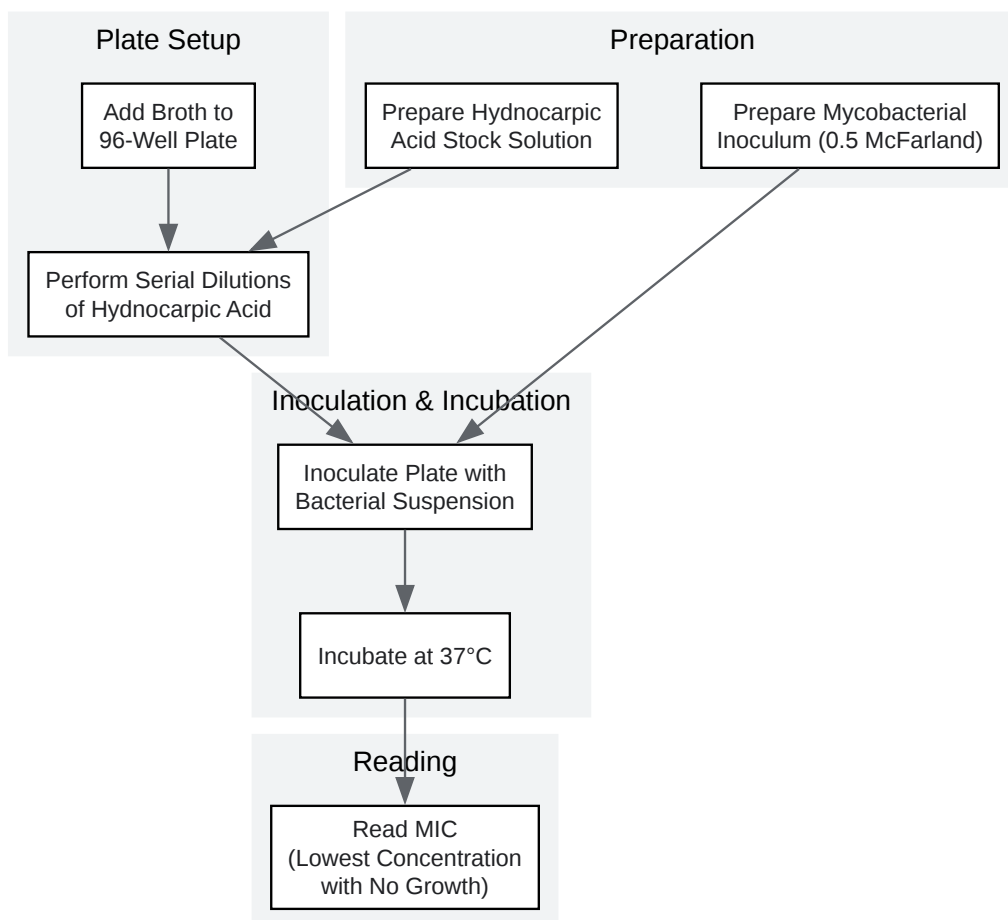 Plate Setup
Preparation
Add Broth to
96-Well Plate
Prepare Hydnocarpic
Acid Stock Solution
Prepare Mycobacterial
Inoculum (0.5 McFarland)
Perform Serial Dilutions
of Hydnocarpic Acid
Inoculation & Incubation
Inoculate Plate with
Bacterial Suspension
Incubate at 37°C
Reading
Read MIC
(Lowest Concentration
with No Growth)